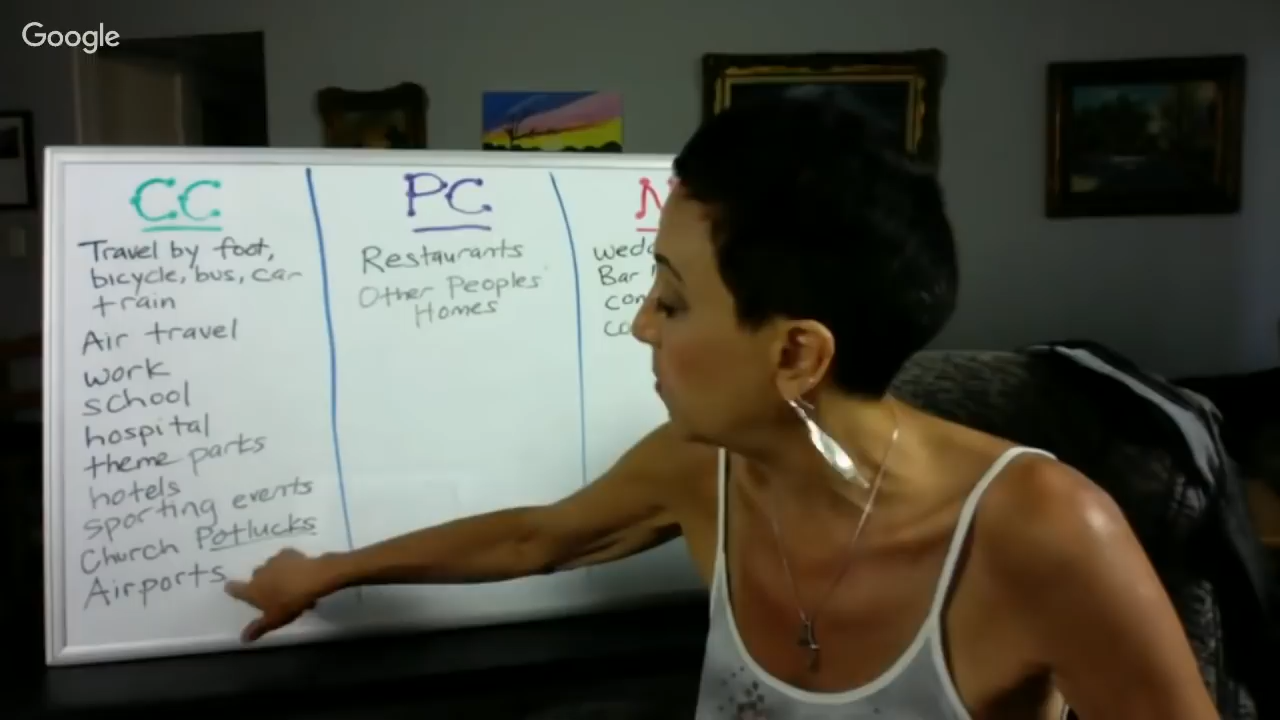 Google
CC
Travel by foot,
bicycle, bus, car
train
Air travel
work
school
hospital
theme parks
hotels
sporting events
Church Potlucks
Airports
PC
Restaurants
Other Peoples'
Homes
Bar